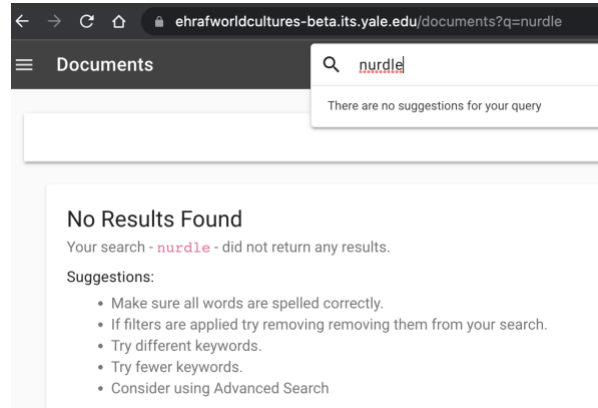 ehrafworldcultures-beta.its.yale.edu/documents?q=nurdle
Documents
nurdle
There are no suggestions for your query
No Results Found
Your search - nurdle - did not return any results.
Suggestions:
• Make sure all words are spelled correctly.
• If filters are applied try removing removing them from your search.
• Try different keywords.
• Try fewer keywords.
• Consider using Advanced Search